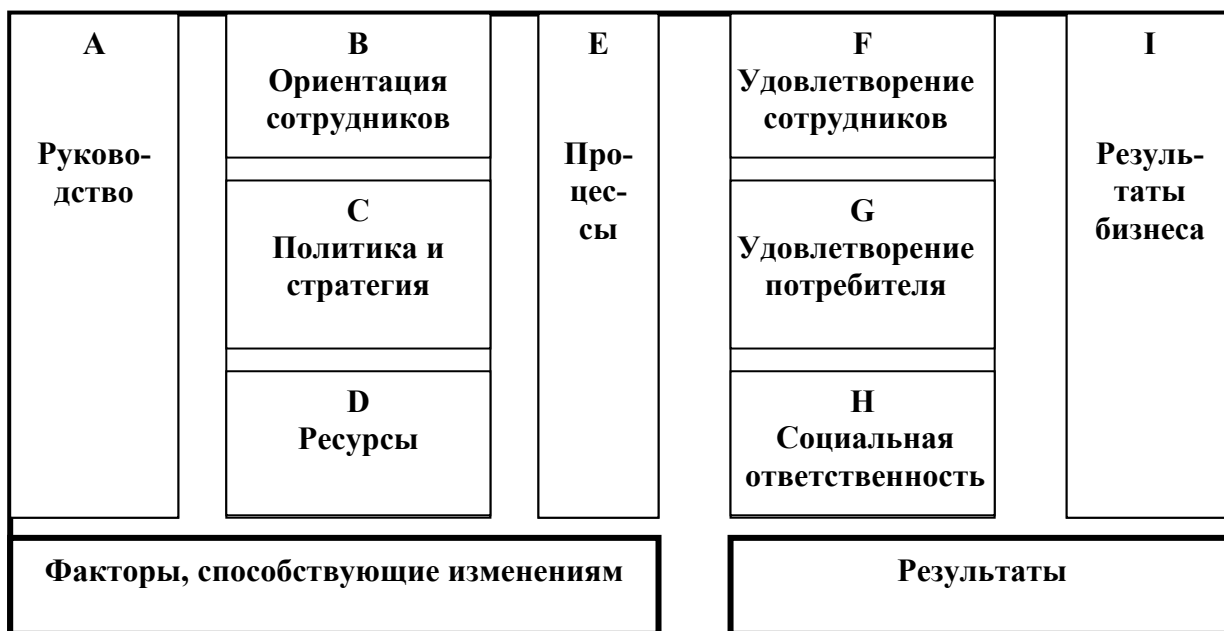 A
Руково-
дство
B
Ориентация
сотрудников
C
Политика и
стратегия
D
Ресурсы
E
Про-
цес-
сы
F
Удовлетворение
сотрудников
G
Удовлетворение
потребителя
H
Социальная
ответственность
I
Резуль-
таты
бизнеса
Факторы, способствующие изменениям
Результаты